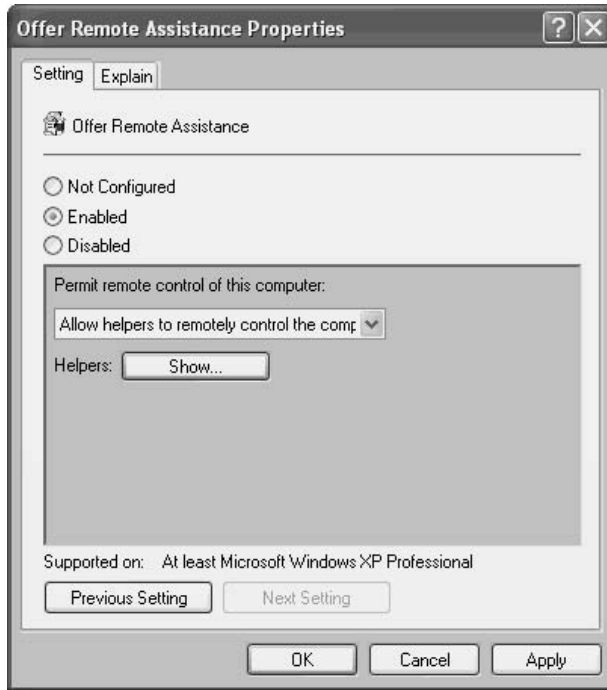 Offer Remote Assistance Properties
Setting Explain
Offer Remote Assistance
Not Configured
Enabled
Disabled
Permit remote control of this computer:
Allow helpers to remotely control the comp
Helpers: Show...
Supported on: At least Microsoft Windows XP Professional
Previous Setting Next Setting
OK Cancel Apply